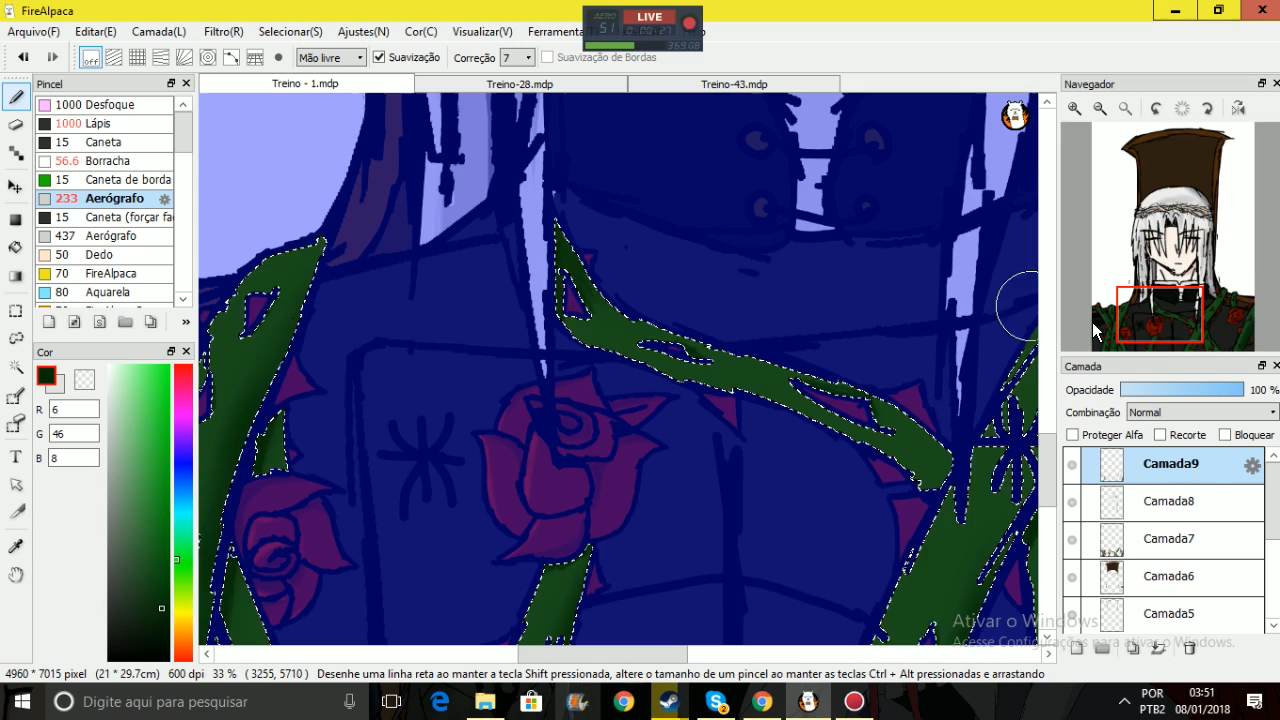 FireAlpaca
AERO
LIVE
51
Arquivo(F) Editar(E) Camada(L) Filtro(R) Selecionar(S) Ajustes(N) Cor(C) Visualizar(V) Ferramenta
off Mão livre Suavização Correção 7 Suavização de Bordas
Pincel
Treino - 1.mdp Treino-28.mdp Treino-43.mdp
Navegador
1000 Desfoque
1000 Lápis
15 Caneta
56.6 Borracha
15 Caneta de borda
233 Aerógrafo
15 Caneta (forçar fa
437 Aerógrafo
50 Dedo
70 FireAlpaca
80 Aquarela
Cor
R 6
G 46
B 8
Camada
Opacidade 100 %
Combinação Normal
Proteger Alfa Recorte Bloquear
Camada9
Camada8
Camada7
Camada6
Camada5
Ativar o Windows
Acesse Configurações para ativar o Windows.
4960 * 7015 pixel (21 * 29.7cm) 600 dpi 33 % ( 3255, 5710) Desenhe uma linha reta ao manter a tecla Shift pressionada, altere o tamanho de um pincel ao manter as teclas Ctrl + Alt pressionadas e arrastando
Digite aqui para pesquisar
2
POR
PTB2
03:51
08/01/2018